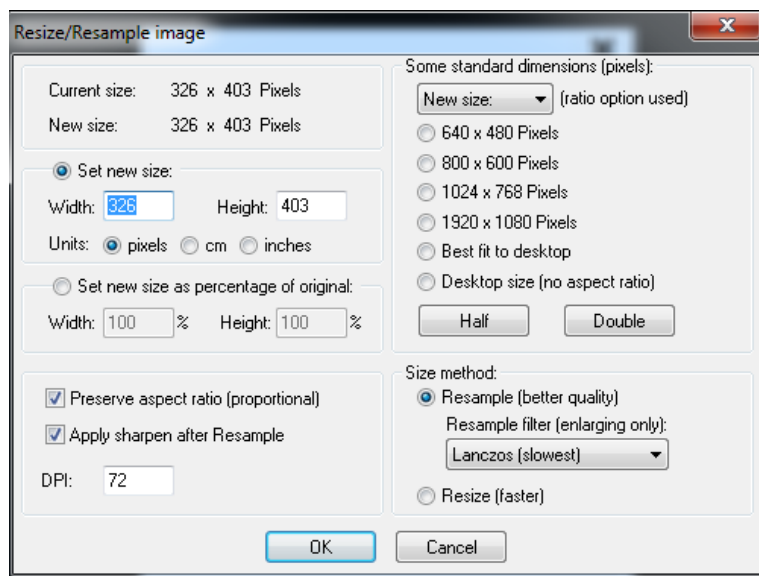 Resize/Resample image
Current size: 326 x 403 Pixels
New size: 326 x 403 Pixels
Set new size:
Width: 326 Height: 403
Units: pixels cm inches
Set new size as percentage of original:
Width: 100 % Height: 100 %
Preserve aspect ratio (proportional)
Apply sharpen after Resample
DPI: 72
Some standard dimensions (pixels):
New size: (ratio option used)
640 x 480 Pixels
800 x 600 Pixels
1024 x 768 Pixels
1920 x 1080 Pixels
Best fit to desktop
Desktop size (no aspect ratio)
Half Double
Size method:
Resample (better quality)
Resample filter (enlarging only):
Lanczos (slowest)
Resize (faster)
OK Cancel